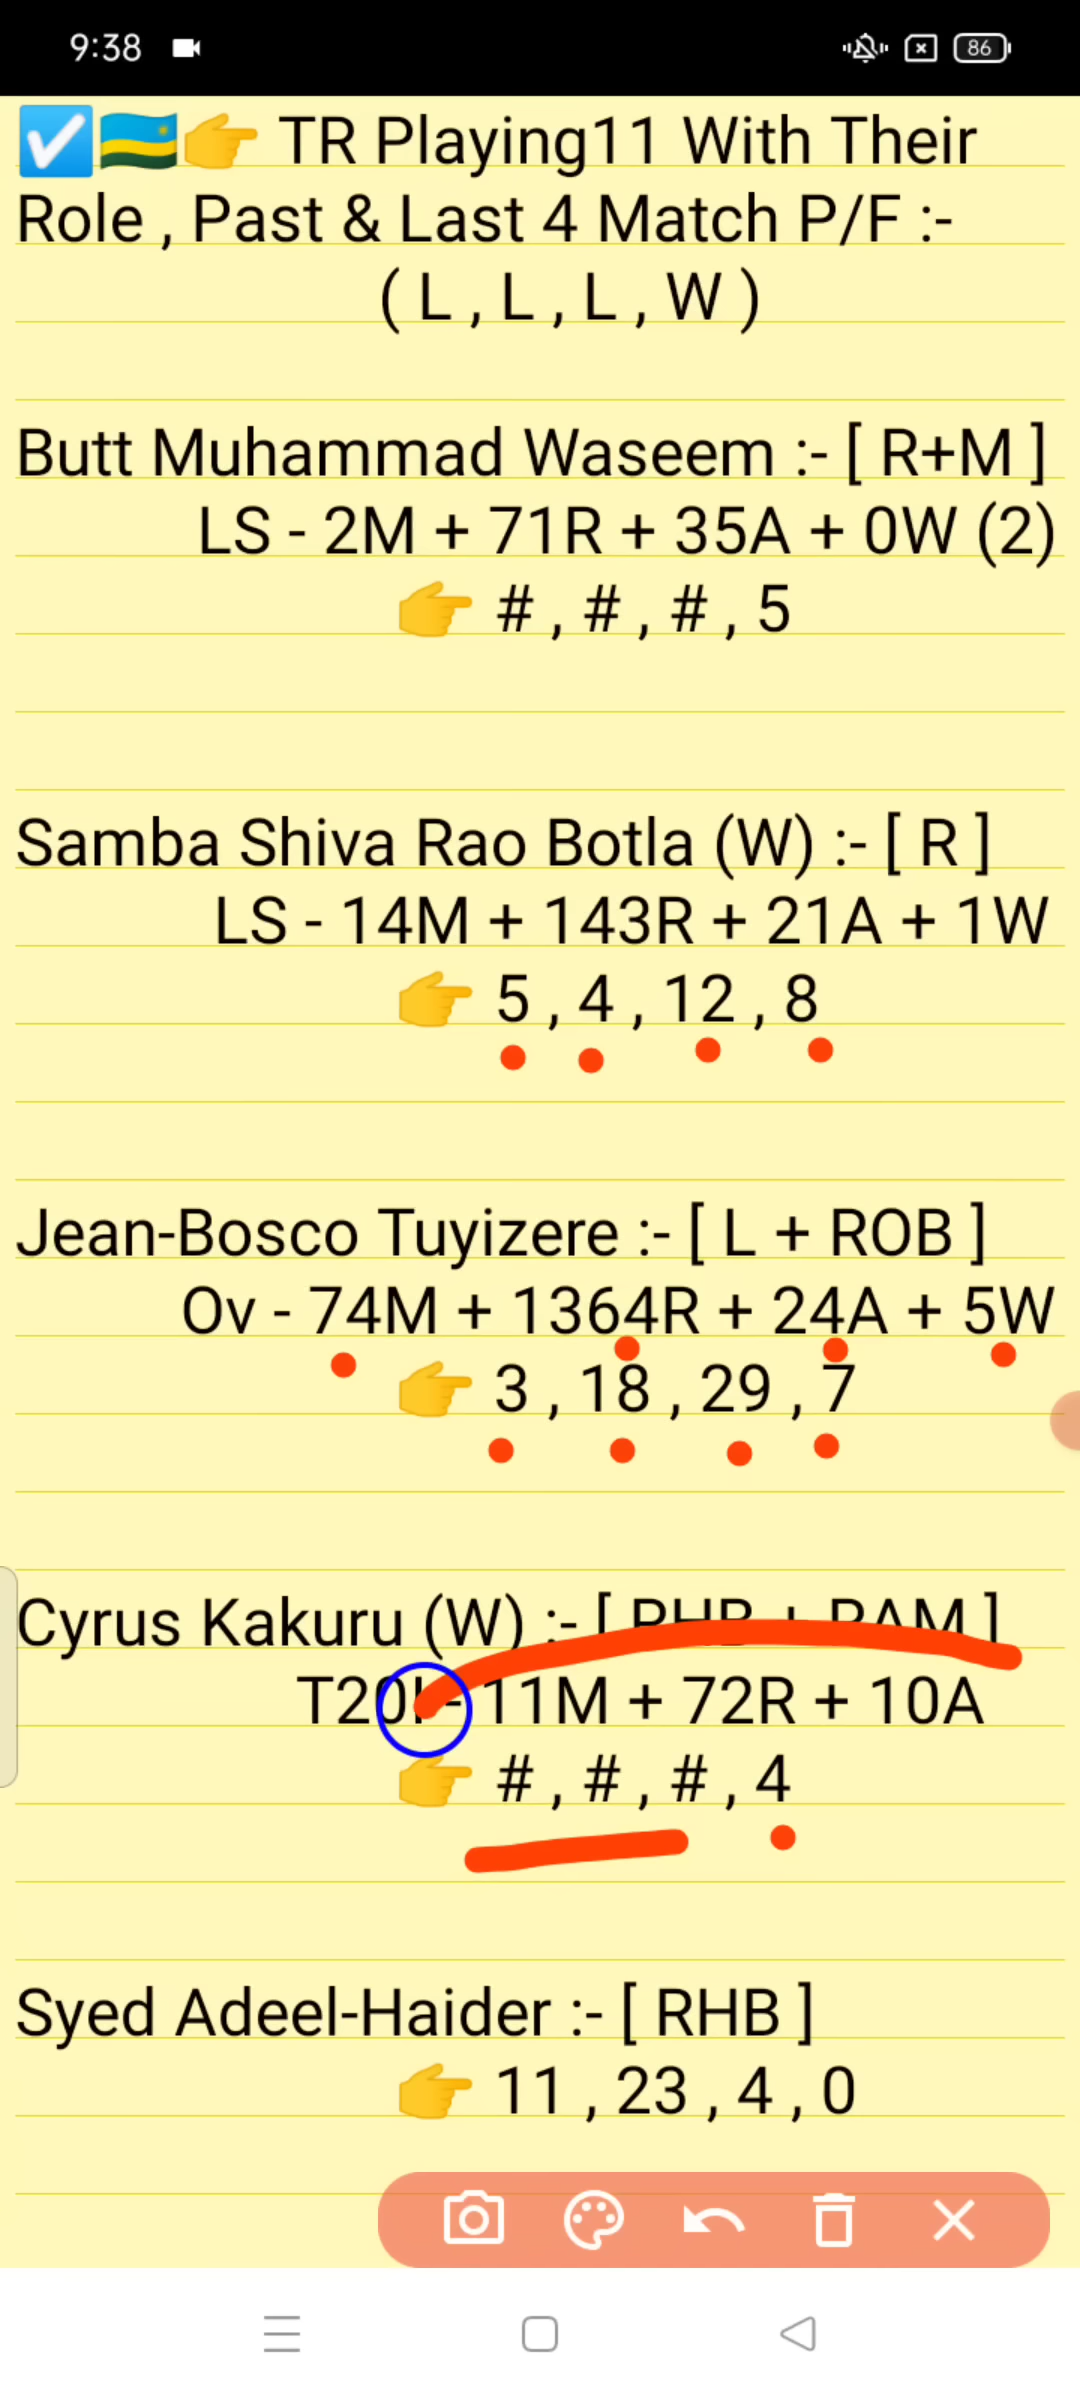 9:38
86
TR Playing11 With Their
Role , Past & Last 4 Match P/F :-
( L , L , L , W )
Butt Muhammad Waseem :- [ R+M ]
LS - 2M + 71R + 35A + 0W (2)
# , # , # , 5
Samba Shiva Rao Botla (W) :- [ R ]
LS - 14M + 143R + 21A + 1W
5 , 4 , 12 , 8
Jean-Bosco Tuyizere :- [ L + ROB ]
Ov - 74M + 1364R + 24A + 5W
3 , 18 , 29 , 7
Cyrus Kakuru (W) :- [ RHB + RAM ]
T20I - 11M + 72R + 10A
# , # , # , 4
Syed Adeel-Haider :- [ RHB ]
11 , 23 , 4 , 0